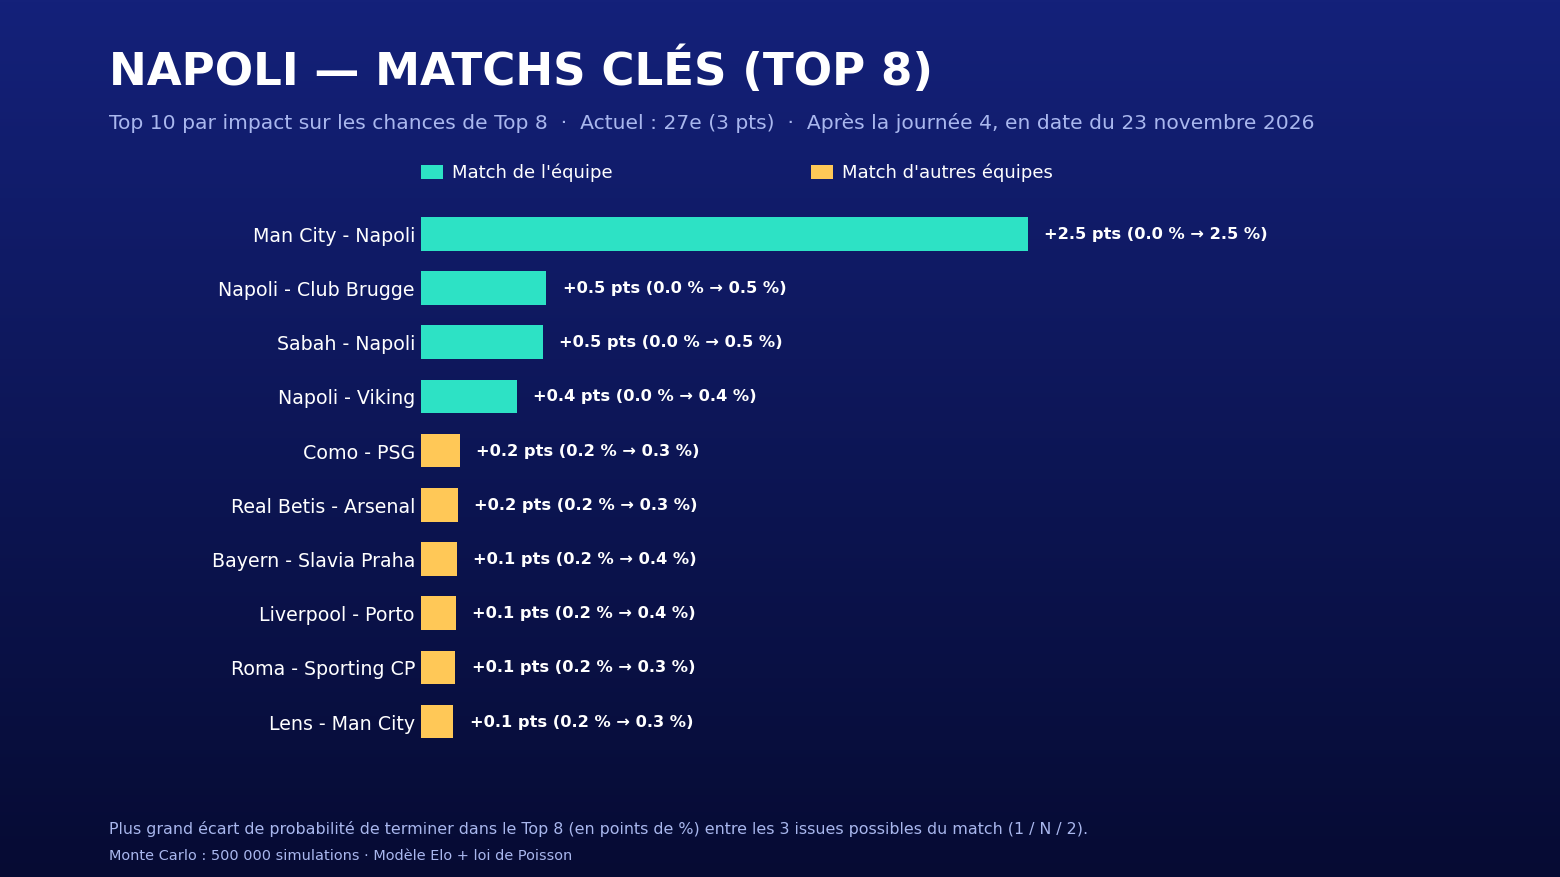 NAPOLI — MATCHS CLÉS (TOP 8)
Top 10 par impact sur les chances de Top 8 · Actuel : 27e (3 pts) · Après la journée 4, en date du 23 novembre 2026
Match de l'équipe
Match d'autres équipes
Man City - Napoli +2.5 pts (0.0 % → 2.5 %)
Napoli - Club Brugge +0.5 pts (0.0 % → 0.5 %)
Sabah - Napoli +0.5 pts (0.0 % → 0.5 %)
Napoli - Viking +0.4 pts (0.0 % → 0.4 %)
Como - PSG +0.2 pts (0.2 % → 0.3 %)
Real Betis - Arsenal +0.2 pts (0.2 % → 0.3 %)
Bayern - Slavia Praha +0.1 pts (0.2 % → 0.4 %)
Liverpool - Porto +0.1 pts (0.2 % → 0.4 %)
Roma - Sporting CP +0.1 pts (0.2 % → 0.3 %)
Lens - Man City +0.1 pts (0.2 % → 0.3 %)
Plus grand écart de probabilité de terminer dans le Top 8 (en points de %) entre les 3 issues possibles du match (1 / N / 2).
Monte Carlo : 500 000 simulations · Modèle Elo + loi de Poisson